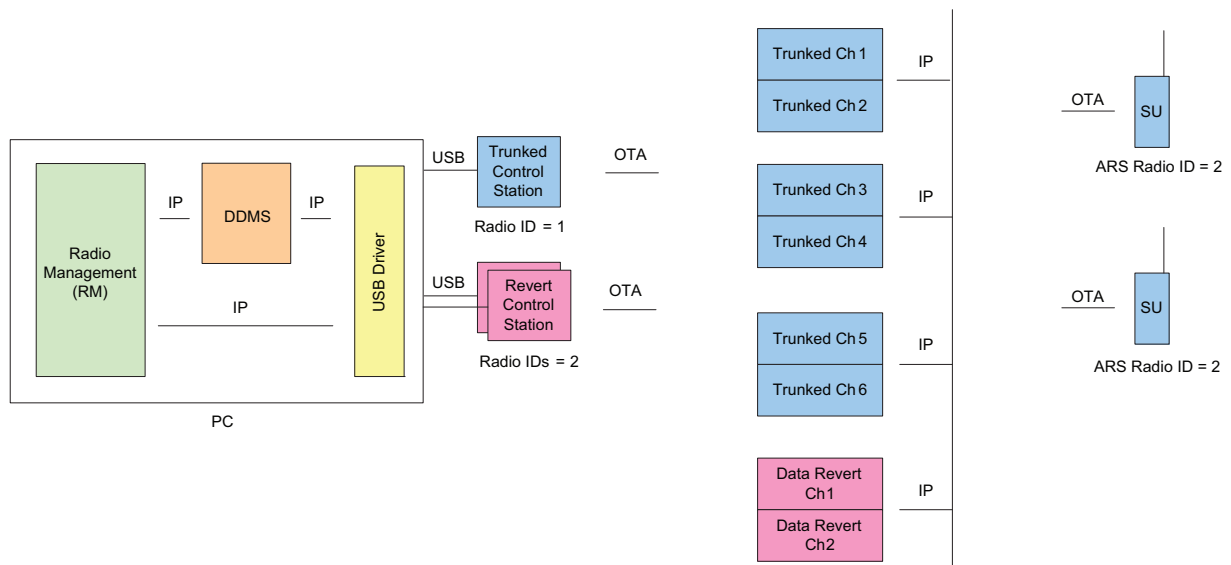 Radio
Management
(RM)
IP
DDMS
IP
IP
USB Driver
PC
USB
Trunked
Control
Station
Radio ID = 1
OTA
USB
Revert
Control
Station
Radio IDs = 2
OTA
Trunked Ch 1
Trunked Ch 2
IP
Trunked Ch 3
Trunked Ch 4
IP
Trunked Ch 5
Trunked Ch 6
IP
Data Revert
Ch1
Data Revert
Ch2
IP
OTA
SU
ARS Radio ID = 2
OTA
SU
ARS Radio ID = 2